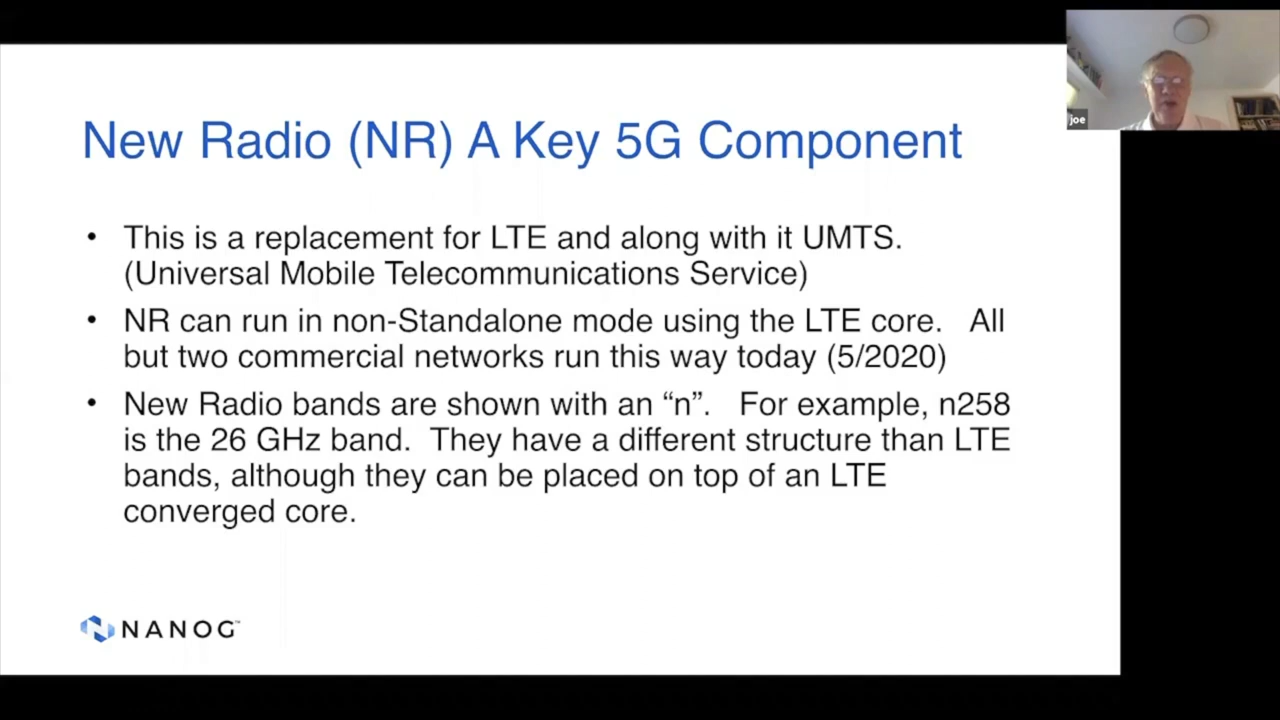 New Radio (NR) A Key 5G Component
• This is a replacement for LTE and along with it UMTS.
(Universal Mobile Telecommunications Service)
• NR can run in non-Standalone mode using the LTE core. All
but two commercial networks run this way today (5/2020)
• New Radio bands are shown with an “n”. For example, n258
is the 26 GHz band. They have a different structure than LTE
bands, although they can be placed on top of an LTE
converged core.
NANOG™
joe